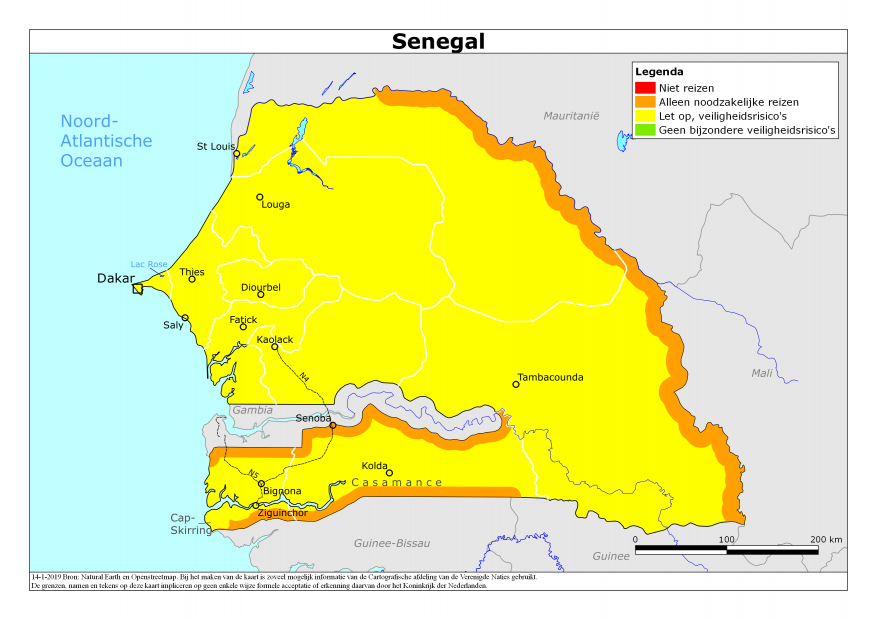 Senegal
Legenda
Niet reizen
Alleen noodzakelijke reizen
Let op, veiligheidsrisico's
Geen bijzondere veiligheidsrisico's
Noord-
Atlantische
Oceaan
Mauritanië
St Louis
Louga
Lac Rose
Thies
Dakar
Diourbel
Saly
Fatick
Kaolack
N4
Tambacounda
Mali
Gambia
Senoba
Kolda
Casamance
N5
Bignona
Ziguinchor
Cap-
Skirring
Guinee-Bissau
Guinee
0 100 200 km
14-1-2019 Bron: Natural Earth en Openstreetmap. Bij het maken van de kaart is zoveel mogelijk informatie van de Cartografische afdeling van de Verenigde Naties gebruikt.
De grenzen, namen en tekens op deze kaart impliceren op geen enkele wijze formele acceptatie of erkenning daarvan door het Koninkrijk der Nederlanden.